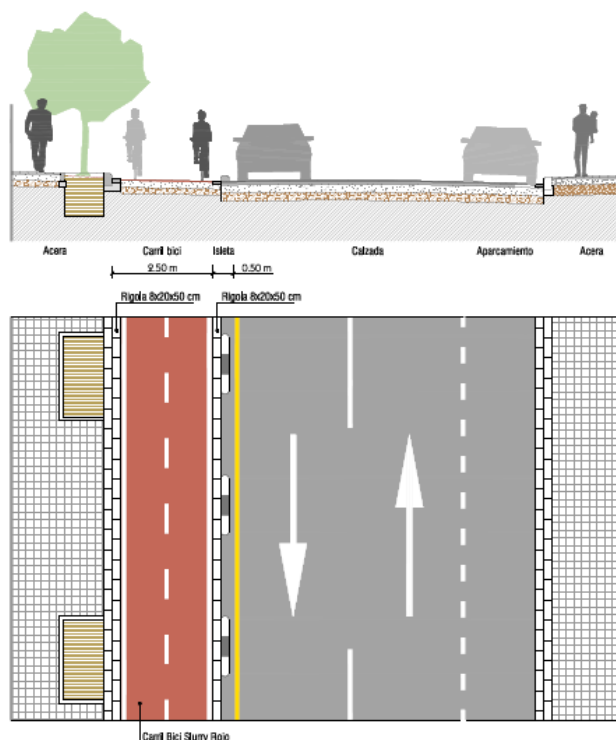 Acera Carril bici Isleta Calzada Aparcamiento Acera
2.50 m 0.50 m
Rigola 8x20x50 cm Rigola 8x20x50 cm
Carril Bici Slurry Rojo